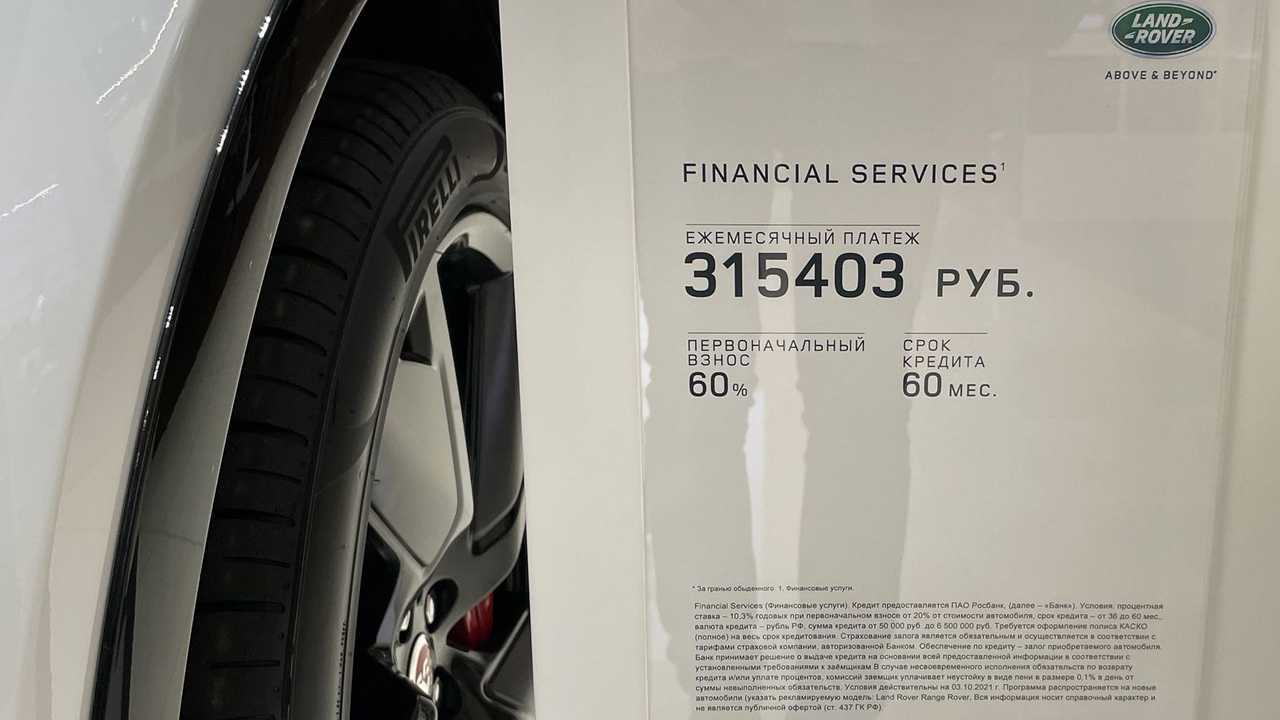 LAND
ROVER
ABOVE & BEYOND*
PIRELLI
FINANCIAL SERVICES¹
ЕЖЕМЕСЯЧНЫЙ ПЛАТЕЖ
315403 РУБ.
ПЕРВОНАЧАЛЬНЫЙ
ВЗНОС
60%
СРОК
КРЕДИТА
60 МЕС.
* За гранью обыденного. 1. Финансовые услуги.
Financial Services (Финансовые услуги). Кредит предоставляется ПАО Росбанк, (далее – «Банк»). Условия: процентная
ставка – 10,3% годовых при первоначальном взносе от 20% от стоимости автомобиля, срок кредита – от 36 до 60 мес.,
валюта кредита – рубль РФ, сумма кредита от 50 000 руб. до 6 500 000 руб. Требуется оформление полиса КАСКО
(полное) на весь срок кредитования. Страхование залога является обязательным и осуществляется в соответствии с
тарифами страховой компании, авторизованной Банком. Обеспечение по кредиту – залог приобретаемого автомобиля.
Банк принимает решение о выдаче кредита на основании всей предоставленной информации в соответствии с
установленными требованиями к заёмщикам В случае несвоевременного исполнения обязательств по возврату
кредита и/или уплате процентов, комиссий заемщик уплачивает неустойку в виде пени в размере 0,1% в день от
суммы невыполненных обязательств. Условия действительны на 03.10.2021 г. Программа распространяется на новые
автомобили (указать рекламируемую модель: Land Rover Range Rover. Вся информация носит справочный характер и
не является публичной офертой (ст. 437 ГК РФ).